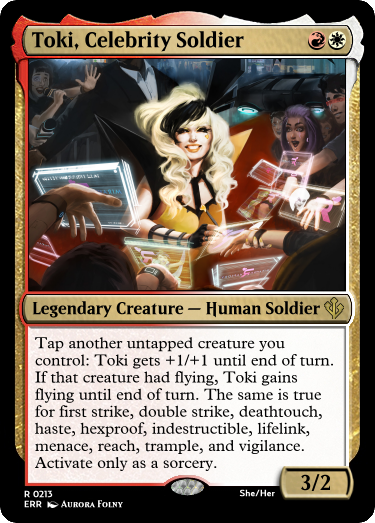 Toki, Celebrity Soldier
Legendary Creature — Human Soldier
Tap another untapped creature you
control: Toki gets +1/+1 until end of turn.
If that creature had flying, Toki gains
flying until end of turn. The same is true
for first strike, double strike, deathtouch,
haste, hexproof, indestructible, lifelink,
menace, reach, trample, and vigilance.
Activate only as a sorcery.
3/2
R 0213
She/Her
ERR Aurora Folny